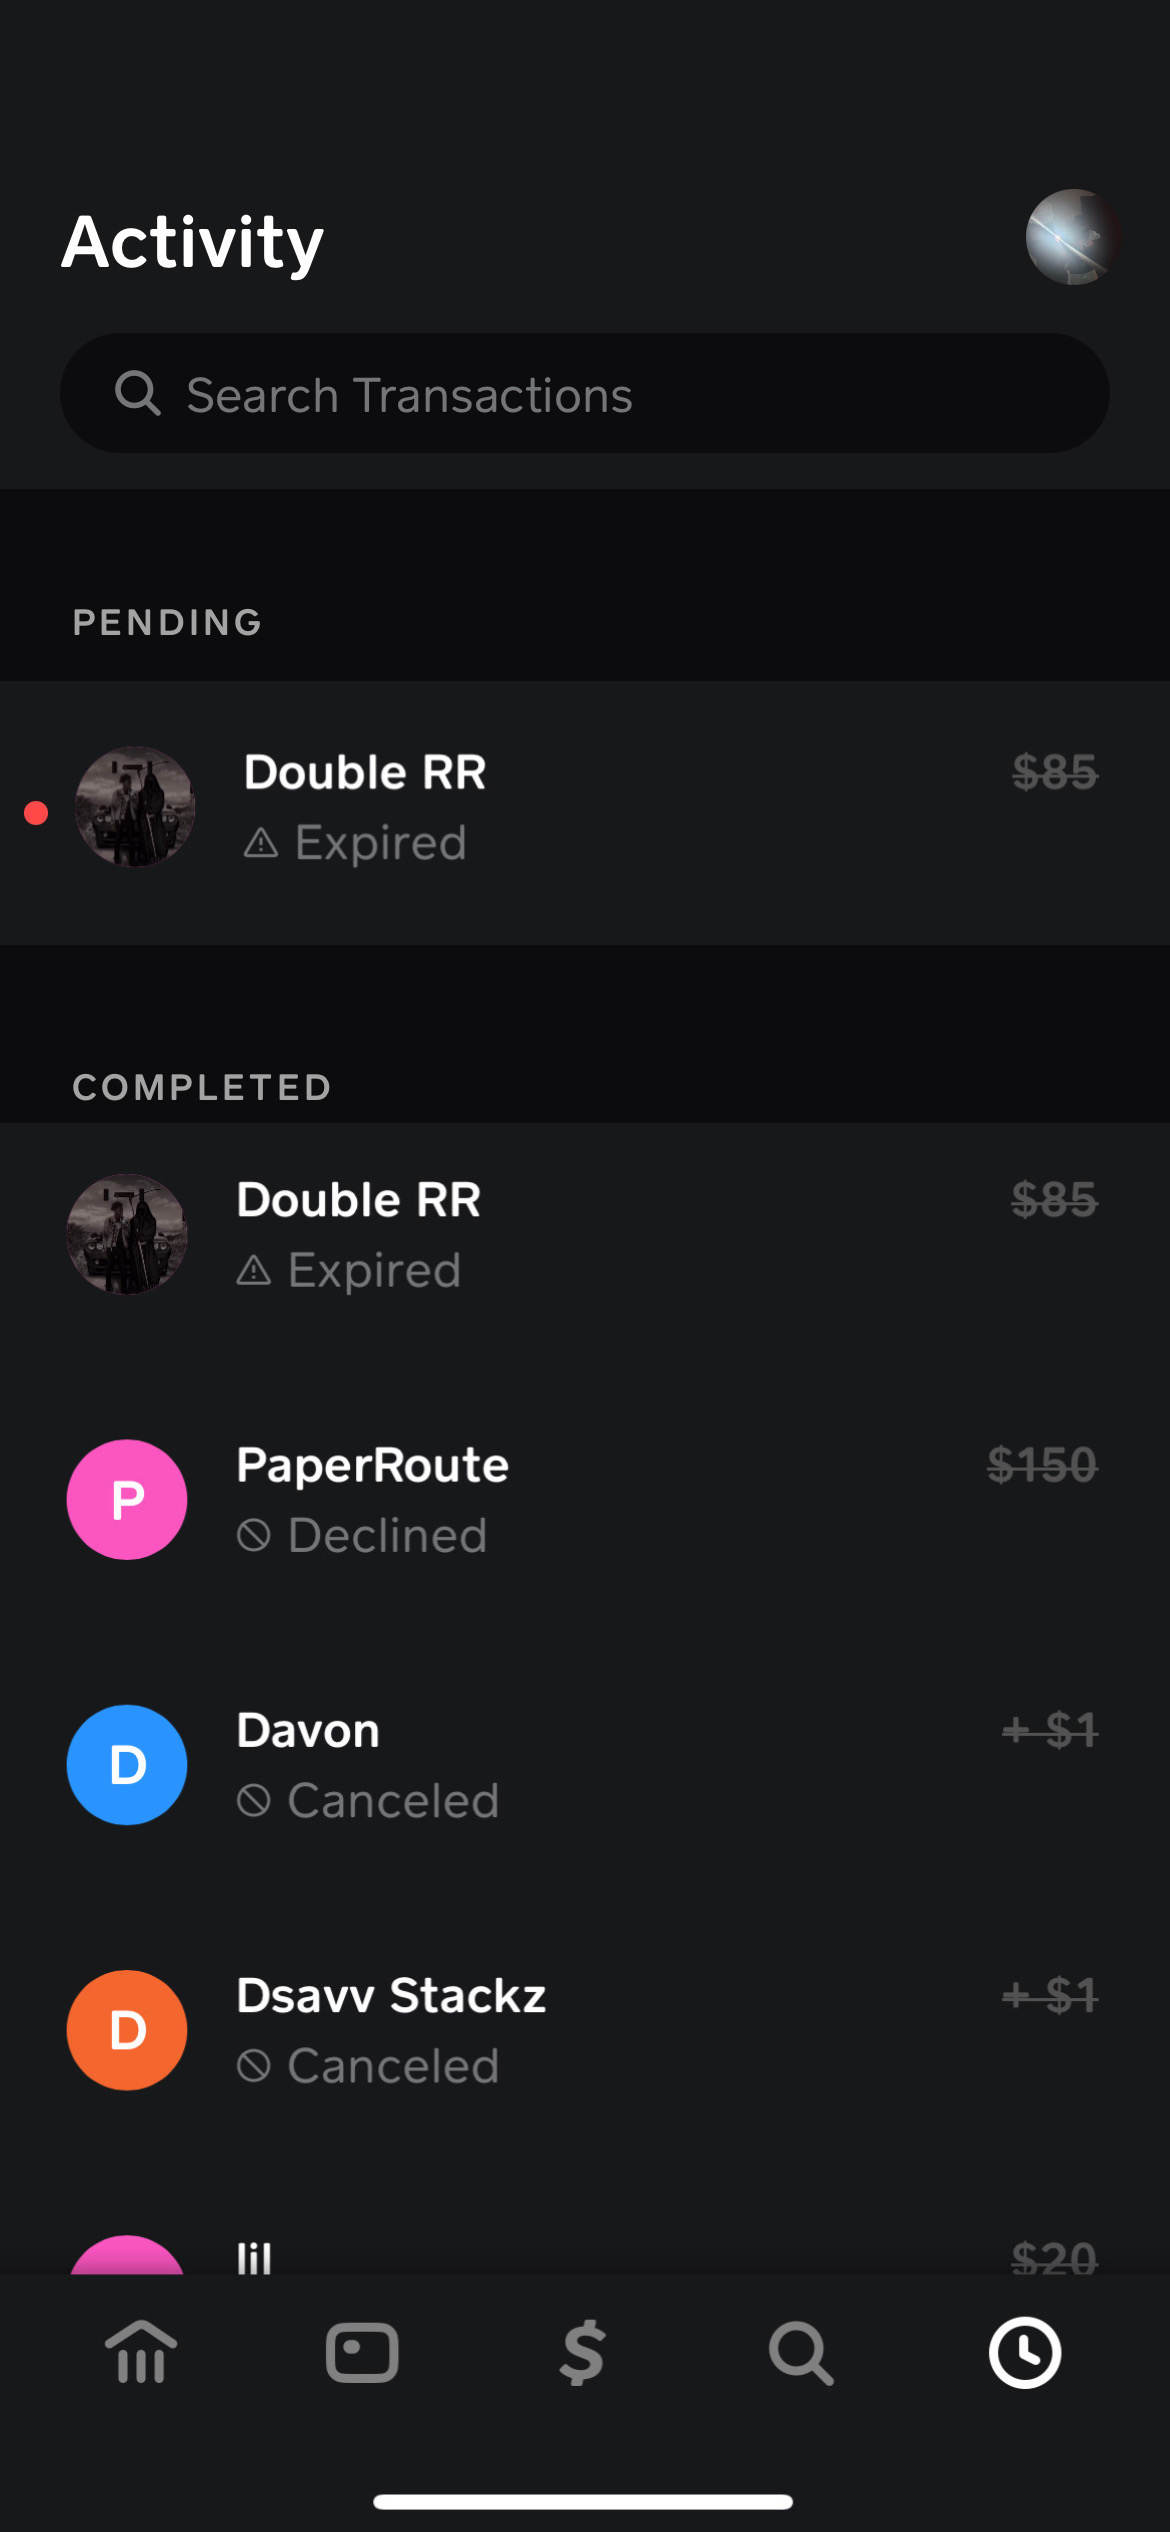 Activity
Search Transactions
PENDING
Double RR
$85
Expired
COMPLETED
Double RR
$85
Expired
P
PaperRoute
$150
Declined
D
Davon
+ $1
Canceled
D
Dsavv Stackz
+ $1
Canceled
lil
$20
$